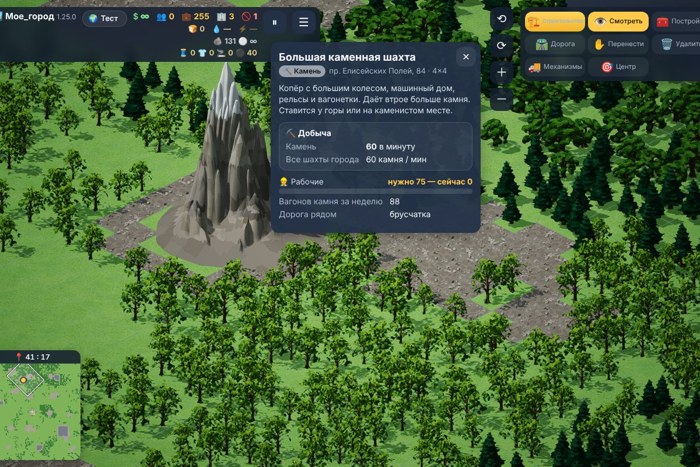 Мое_город 1.25.0
Тест
$ ∞ 0 255 3 1
0 — —
131 ∞
0 0 0 40
Смотреть
Построй
Дорога
Перенести
Удалит
Механизмы
Центр
Большая каменная шахта
Камень
пр. Елисейских Полей, 84 · 4×4
Копёр с большим колесом, машинный дом,
рельсы и вагонетки. Даёт втрое больше камня.
Ставится у горы или на каменистом месте.
Добыча
Камень 60 в минуту
Все шахты города 60 камня / мин
Рабочие нужно 75 — сейчас 0
Вагонов камня за неделю 88
Дорога рядом брусчатка
41 : 17